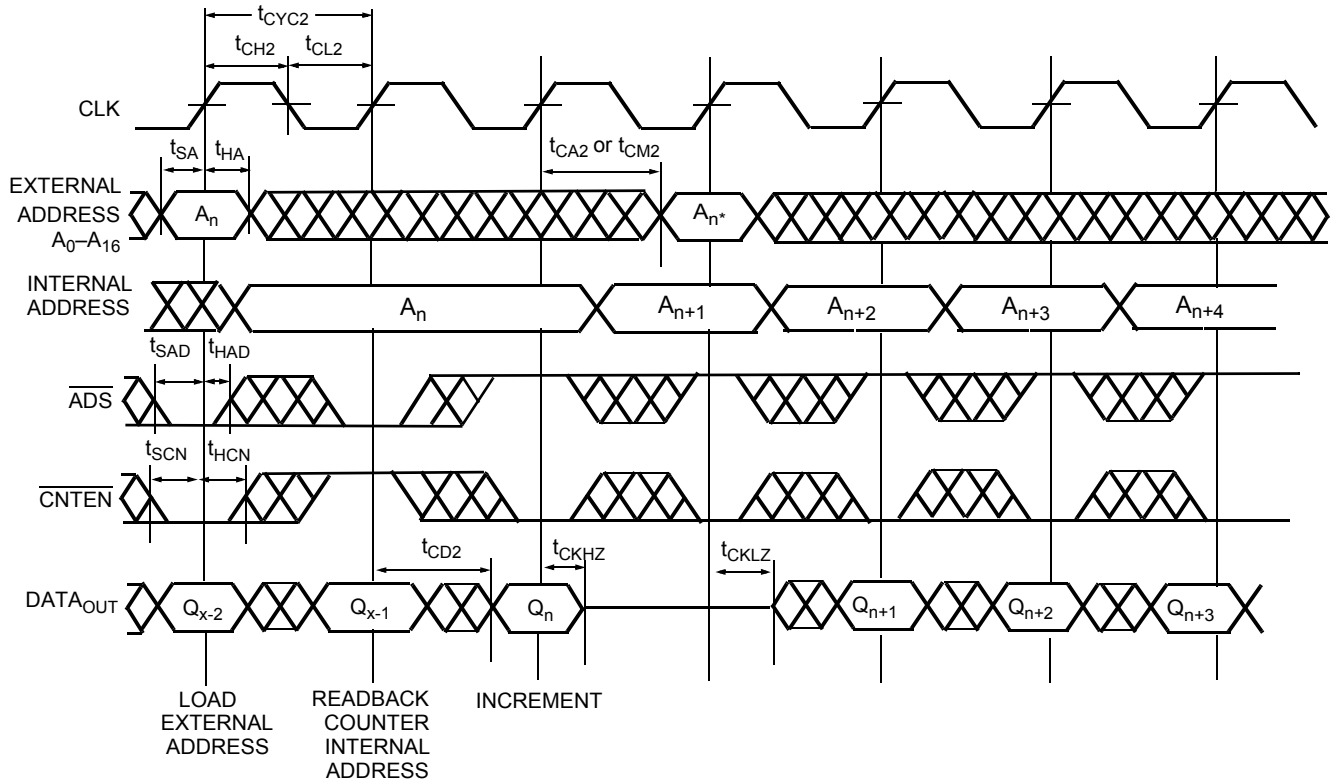 tCYC2
tCH2
tCL2
CLK
tSA
tHA
tCA2 or tCM2
EXTERNAL
ADDRESS
A0–A16
An
An*
INTERNAL
ADDRESS
An
An+1
An+2
An+3
An+4
tSAD
tHAD
ADS
tSCN
tHCN
CNTEN
tCD2
tCKHZ
tCKLZ
DATAOUT
Qx-2
Qx-1
Qn
Qn+1
Qn+2
Qn+3
LOAD
EXTERNAL
ADDRESS
READBACK
COUNTER
INTERNAL
ADDRESS
INCREMENT